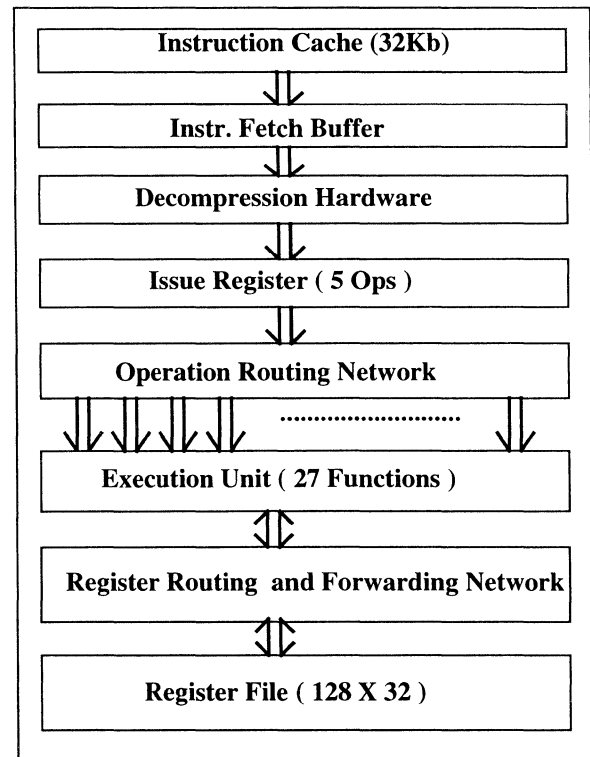 Instruction Cache (32Kb)
Instr. Fetch Buffer
Decompression Hardware
Issue Register ( 5 Ops )
Operation Routing Network
Execution Unit ( 27 Functions )
Register Routing and Forwarding Network
Register File ( 128 X 32 )